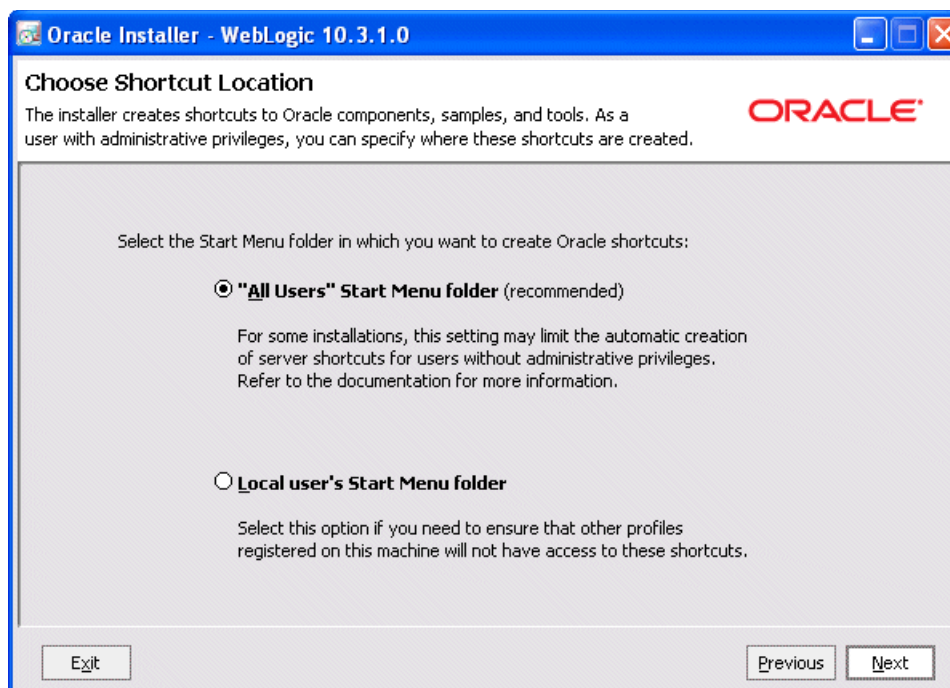 Oracle Installer - WebLogic 10.3.1.0
Choose Shortcut Location
The installer creates shortcuts to Oracle components, samples, and tools. As a
user with administrative privileges, you can specify where these shortcuts are created.
ORACLE
Select the Start Menu folder in which you want to create Oracle shortcuts:
"All Users" Start Menu folder (recommended)
For some installations, this setting may limit the automatic creation
of server shortcuts for users without administrative privileges.
Refer to the documentation for more information.
Local user's Start Menu folder
Select this option if you need to ensure that other profiles
registered on this machine will not have access to these shortcuts.
Exit
Previous
Next